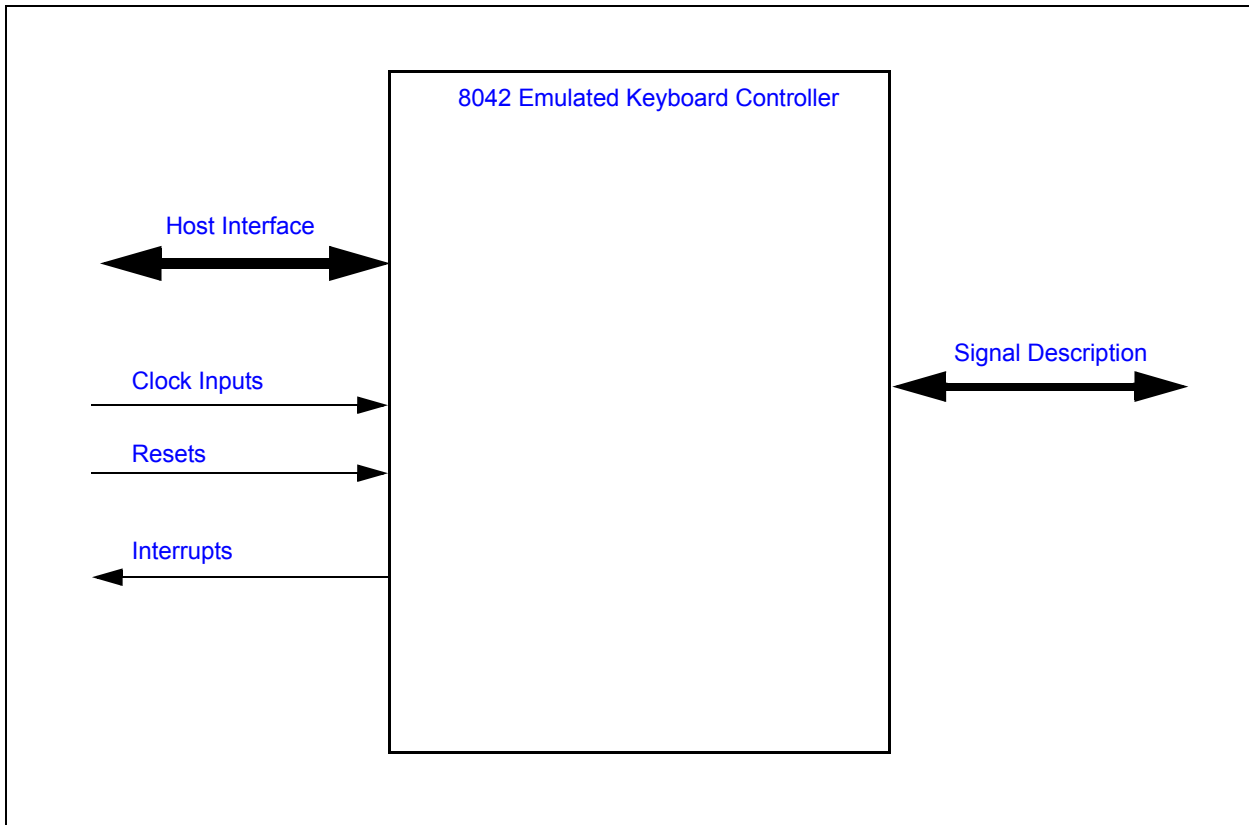 8042 Emulated Keyboard Controller
Host Interface
Signal Description
Clock Inputs
Resets
Interrupts